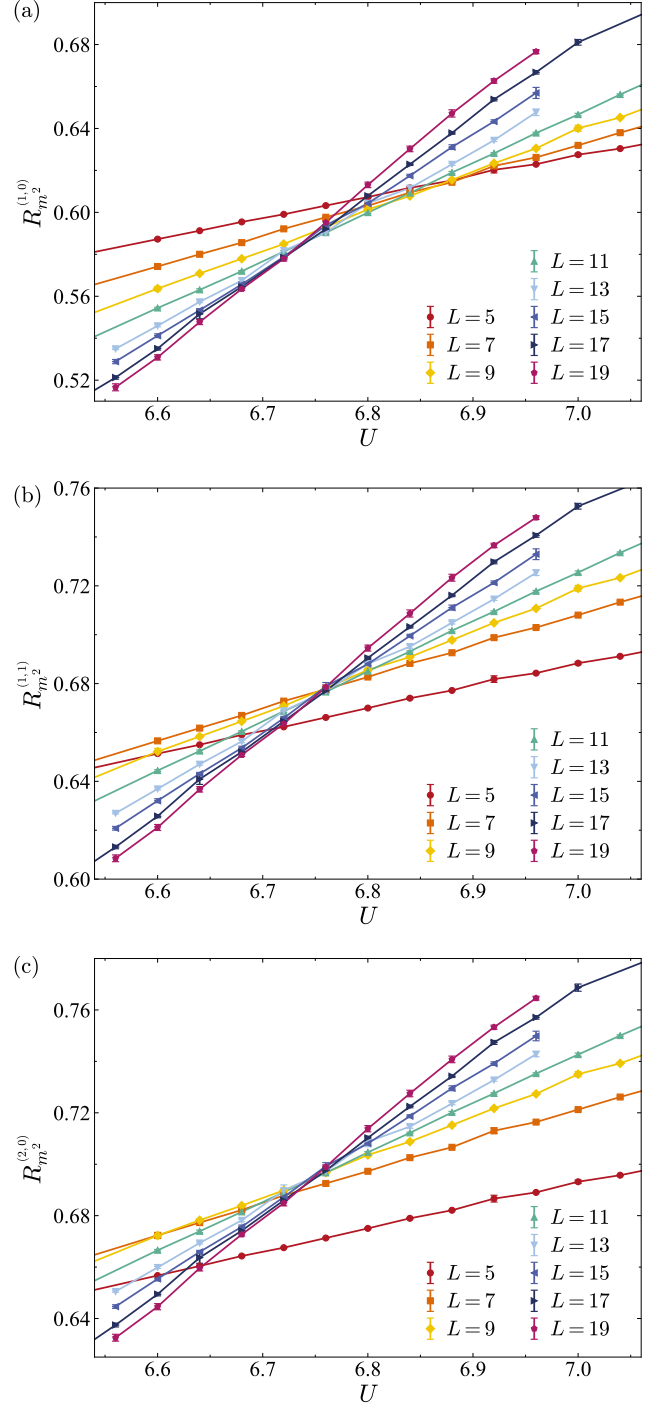 (a)
0.68
0.64
0.60
0.56
0.52
R_{m^2}^{(1,0)}
L = 5
L = 7
L = 9
L = 11
L = 13
L = 15
L = 17
L = 19
6.6 6.7 6.8 6.9 7.0
U
(b)
0.76
0.72
0.68
0.64
0.60
R_{m^2}^{(1,1)}
L = 5
L = 7
L = 9
L = 11
L = 13
L = 15
L = 17
L = 19
6.6 6.7 6.8 6.9 7.0
U
(c)
0.76
0.72
0.68
0.64
R_{m^2}^{(2,0)}
L = 5
L = 7
L = 9
L = 11
L = 13
L = 15
L = 17
L = 19
6.6 6.7 6.8 6.9 7.0
U